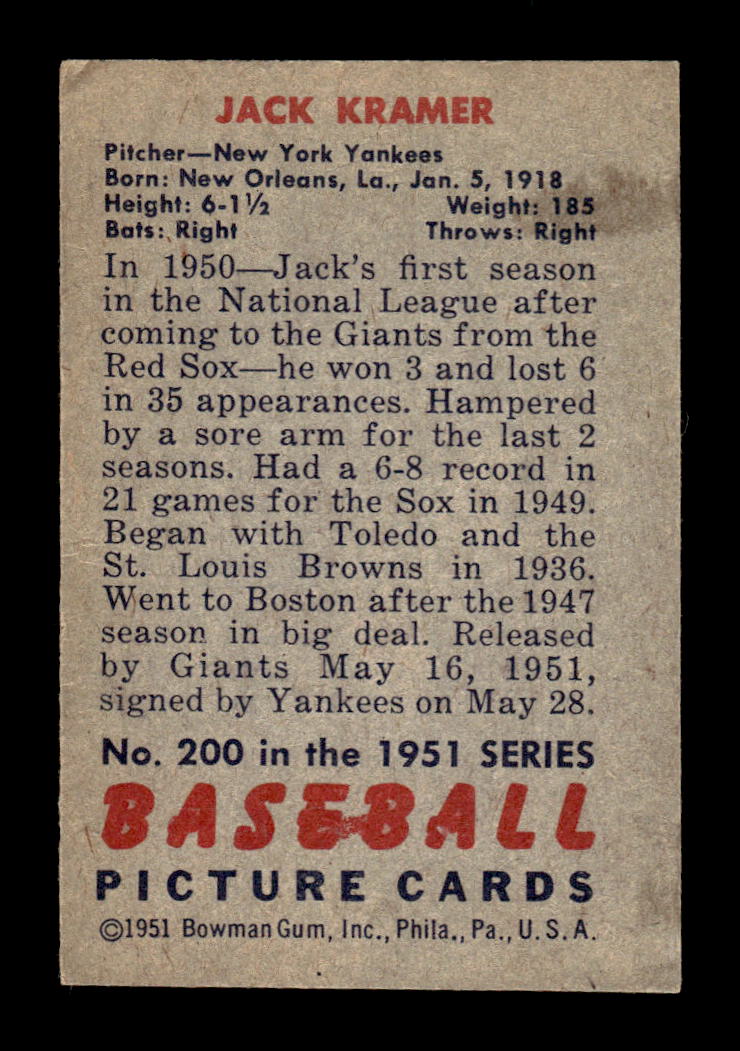 JACK KRAMER
Pitcher—New York Yankees
Born: New Orleans, La., Jan. 5, 1918
Height: 6-1½ Weight: 185
Bats: Right Throws: Right
In 1950—Jack's first season
in the National League after
coming to the Giants from the
Red Sox—he won 3 and lost 6
in 35 appearances. Hampered
by a sore arm for the last 2
seasons. Had a 6-8 record in
21 games for the Sox in 1949.
Began with Toledo and the
St. Louis Browns in 1936.
Went to Boston after the 1947
season in big deal. Released
by Giants May 16, 1951,
signed by Yankees on May 28.
No. 200 in the 1951 SERIES
BASEBALL
PICTURE CARDS
©1951 Bowman Gum, Inc., Phila., Pa., U.S.A.